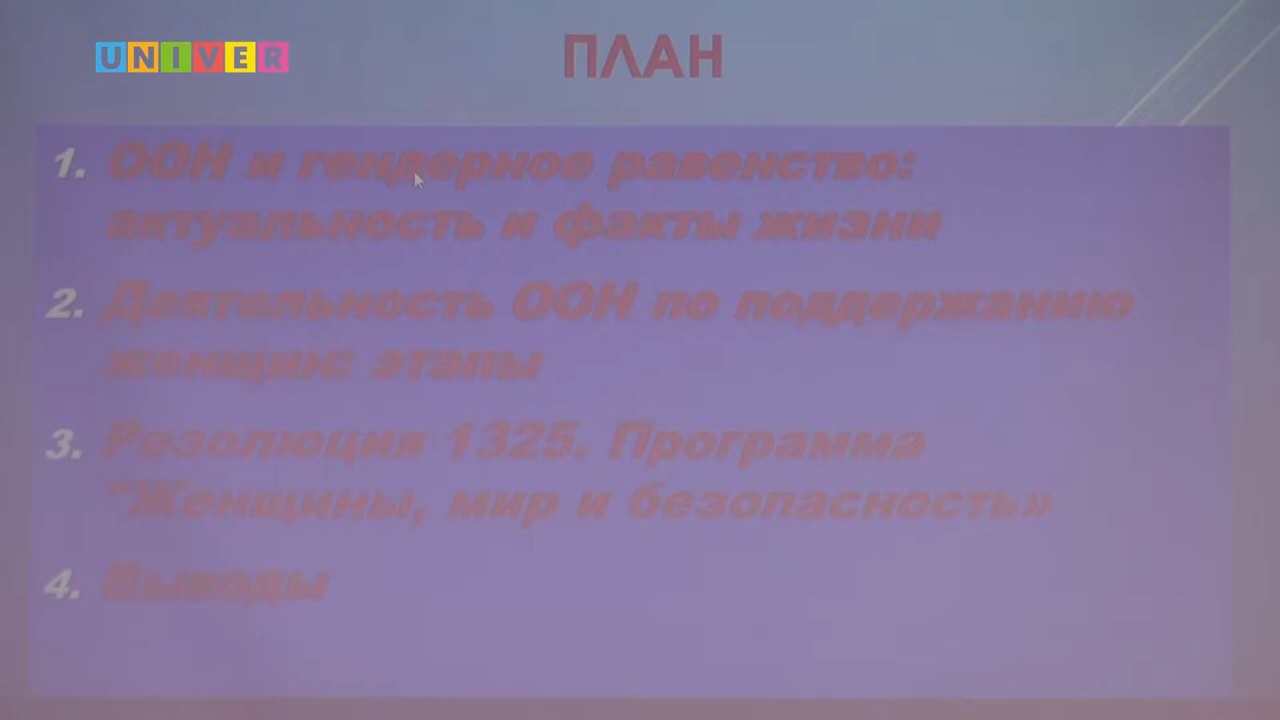 UNIVER
ПЛАН
1. ООН и гендерное равенство:
актуальность и факты жизни
2. Деятельность ООН по поддержанию
женщин: этапы
3. Резолюция 1325. Программа
"Женщины, мир и безопасность»
4. Выводы